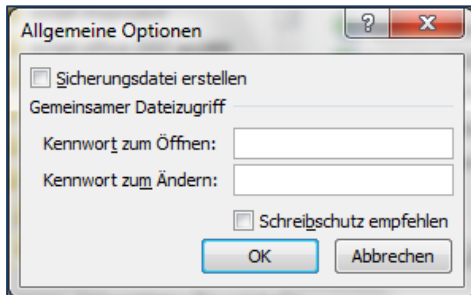 Allgemeine Optionen
Sicherungsdatei erstellen
Gemeinsamer Dateizugriff
Kennwort zum Öffnen:
Kennwort zum Ändern:
Schreibschutz empfehlen
OK Abbrechen